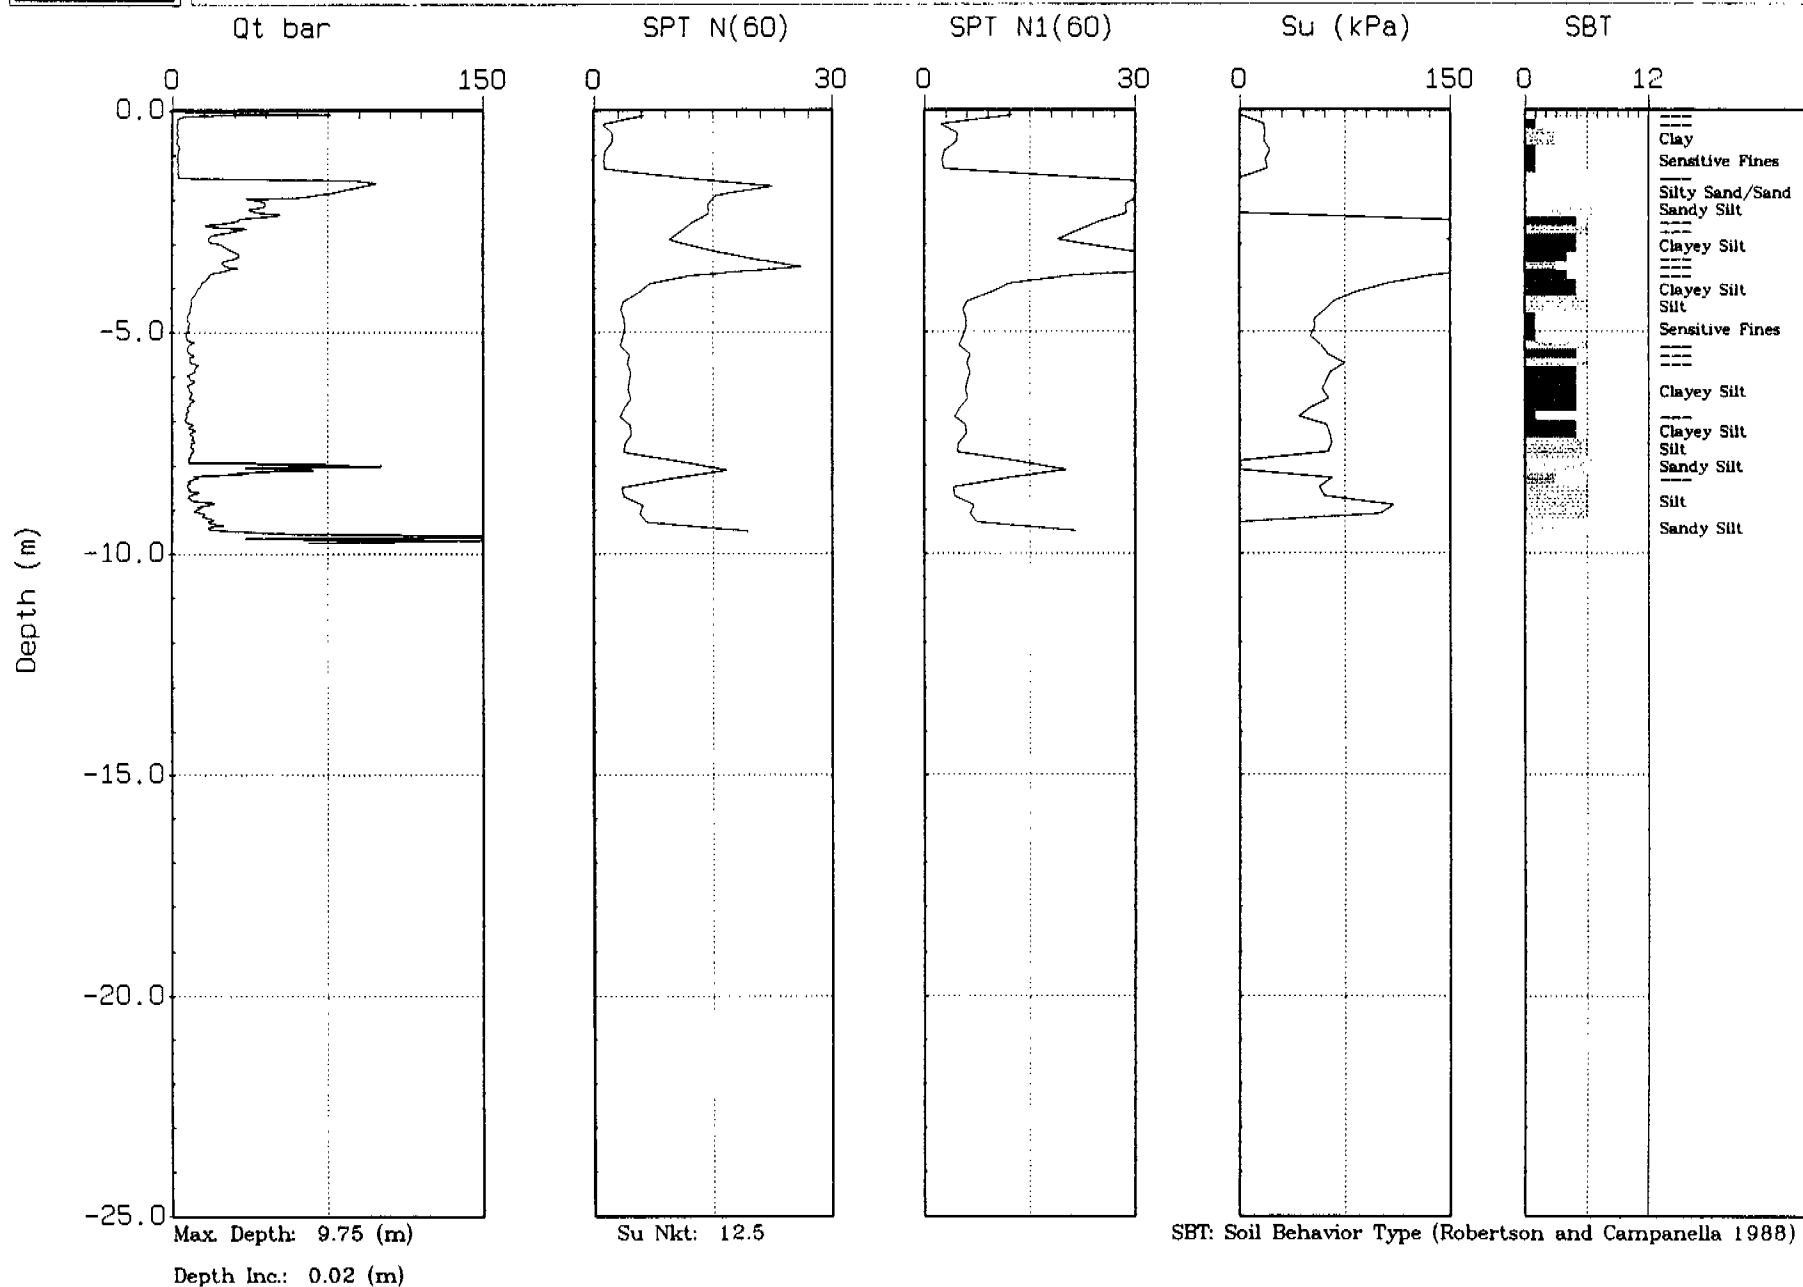 Qt bar SPT N(60) SPT N1(60) Su (kPa) SBT
0 150 0 30 0 30 0 150 0 12
0.0
Clay
Sensitive Fines
Silty Sand/Sand
Sandy Silt
Clayey Silt
Clayey Silt
Silt
-5.0
Sensitive Fines
Clayey Silt
Clayey Silt
Silt
Sandy Silt
Silt
Sandy Silt
-10.0
Depth (m)
-15.0
-20.0
-25.0
Max. Depth: 9.75 (m) Su Nkt: 12.5 SBT: Soil Behavior Type (Robertson and Campanella 1988)
Depth Inc.: 0.02 (m)